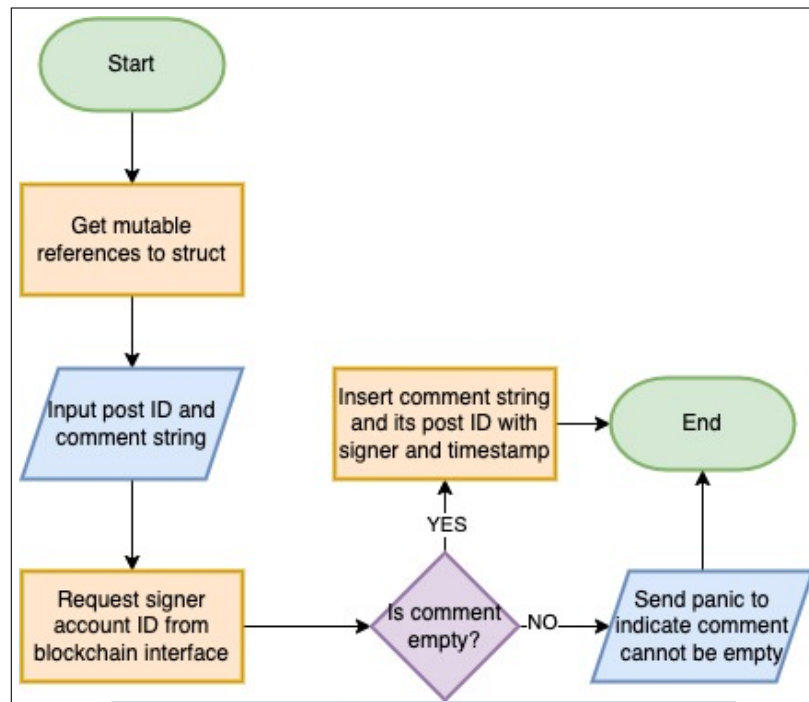 Start
Get mutable
references to struct
Input post ID and
comment string
Request signer
account ID from
blockchain interface
Is comment
empty?
YES
Insert comment string
and its post ID with
signer and timestamp
NO
Send panic to
indicate comment
cannot be empty
End